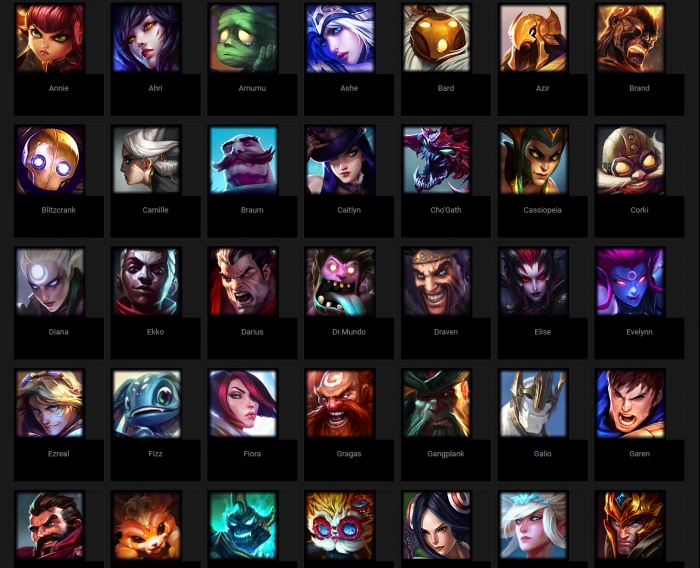 Annie Ahri Amumu Ashe Bard Azir Brand
Blitzcrank Camille Braum Caitlyn Cho'Gath Cassiopeia Corki
Diana Ekko Darius Dr.Mundo Draven Elise Evelynn
Ezreal Fizz Fiora Gragas Gangplank Galio Garen